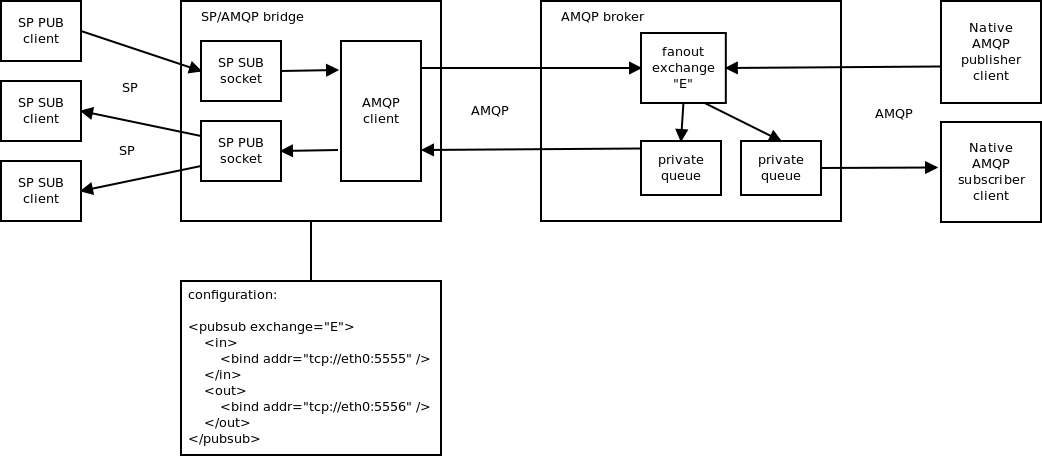 SP PUB
client
SP SUB
client
SP SUB
client
SP
SP
SP/AMQP bridge
SP SUB
socket
SP PUB
socket
AMQP
client
AMQP
AMQP broker
fanout
exchange
"E"
private
queue
private
queue
AMQP
Native
AMQP
publisher
client
Native
AMQP
subscriber
client
configuration:
<pubsub exchange="E">
<in>
<bind addr="tcp://eth0:5555" />
</in>
<out>
<bind addr="tcp://eth0:5556" />
</out>
</pubsub>